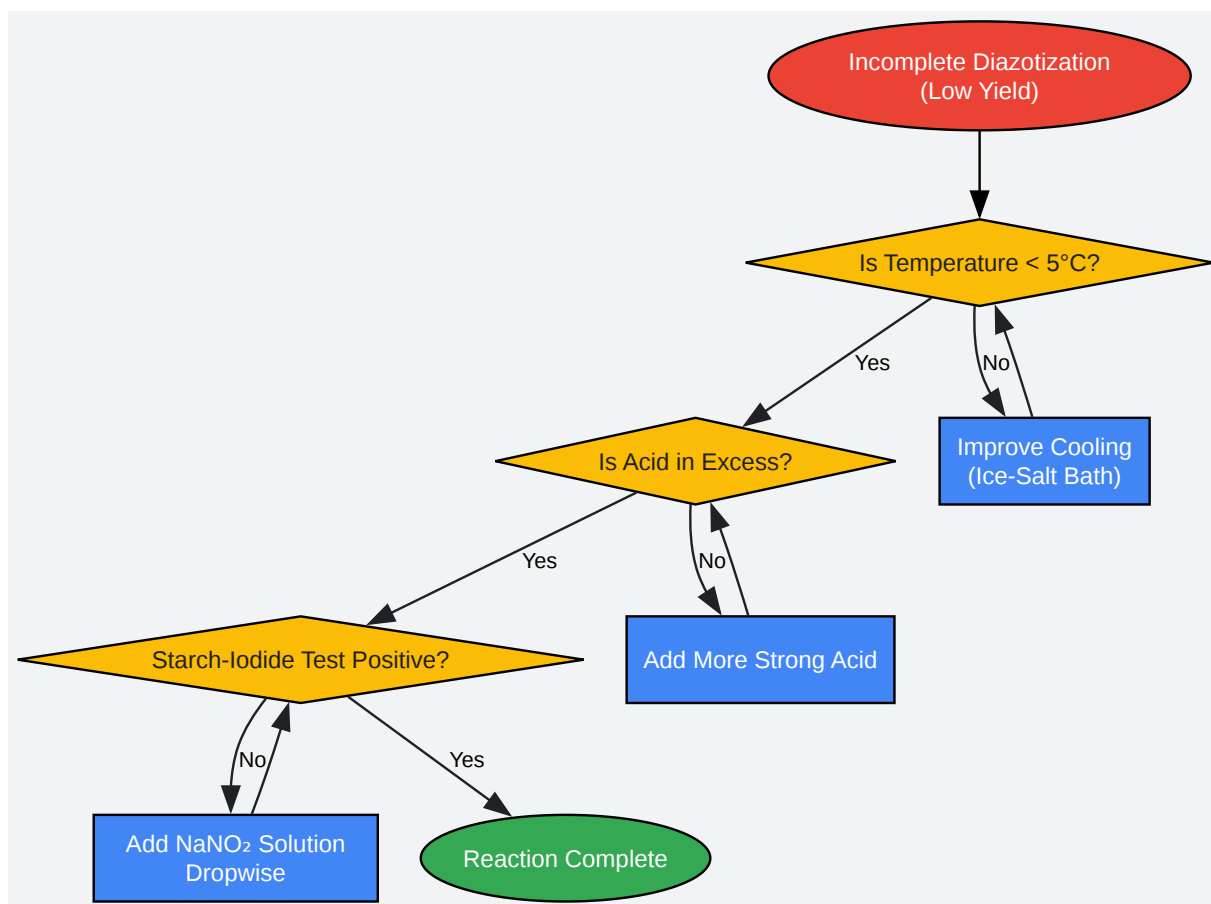 Incomplete Diazotization
(Low Yield)
Is Temperature < 5°C?
Yes
No
Improve Cooling
(Ice-Salt Bath)
Is Acid in Excess?
Yes
No
Add More Strong Acid
Starch-Iodide Test Positive?
No
Yes
Add NaNO₂ Solution
Dropwise
Reaction Complete